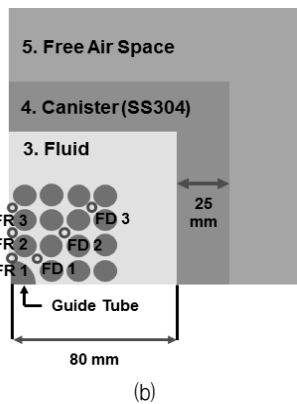 5. Free Air Space
4. Canister (SS304)
3. Fluid
25
mm
FR 3 FD 3
FR 2 FD 2
FR 1 FD 1
Guide Tube
80 mm
(b)